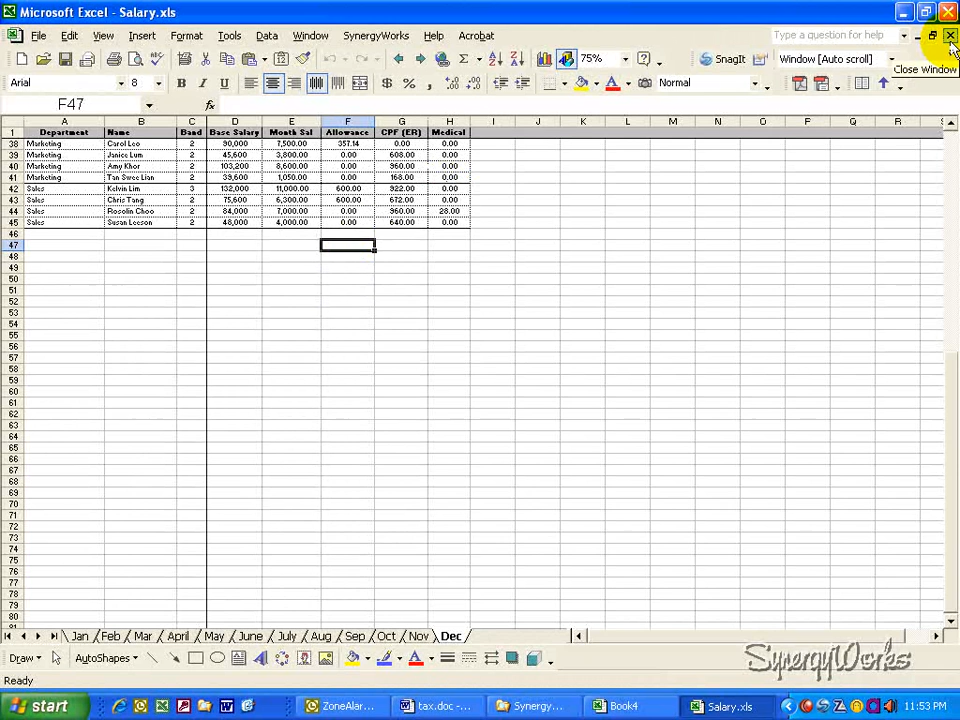 Microsoft Excel - Salary.xls
File Edit View Insert Format Tools Data Window SynergyWorks Help Acrobat Type a question for help
75% SnagIt Window [Auto scroll]
Close Window
Arial 8 B I U $ % , Normal
F47 fx
A B C D E F G H I J K L M N O P Q R S
1 Department Name Band Base Salary Month Sal Allowance CPF (ER) Medical
38 Marketing Carol Leo 2 90,000 7,500.00 357.14 0.00 0.00
39 Marketing Janice Lum 2 45,600 3,800.00 0.00 608.00 0.00
40 Marketing Amy Khor 2 103,200 8,600.00 0.00 960.00 0.00
41 Marketing Tan Swee Lian 2 39,600 1,050.00 0.00 168.00 0.00
42 Sales Kelvin Lim 3 132,000 11,000.00 600.00 922.00 0.00
43 Sales Chris Tang 2 75,600 6,300.00 600.00 672.00 0.00
44 Sales Rosolin Choo 2 84,000 7,000.00 0.00 960.00 28.00
45 Sales Susan Leeson 2 48,000 4,000.00 0.00 640.00 0.00
46
47
48
49
50
51
52
53
54
55
56
57
58
59
60
61
62
63
64
65
66
67
68
69
70
71
72
73
74
75
76
77
78
79
80
Jan Feb Mar April May June July Aug Sep Oct Nov Dec
Draw AutoShapes
SynergyWorks
Ready
start ZoneAlar... tax.doc -... Synergy... Book4 Salary.xls 11:53 PM